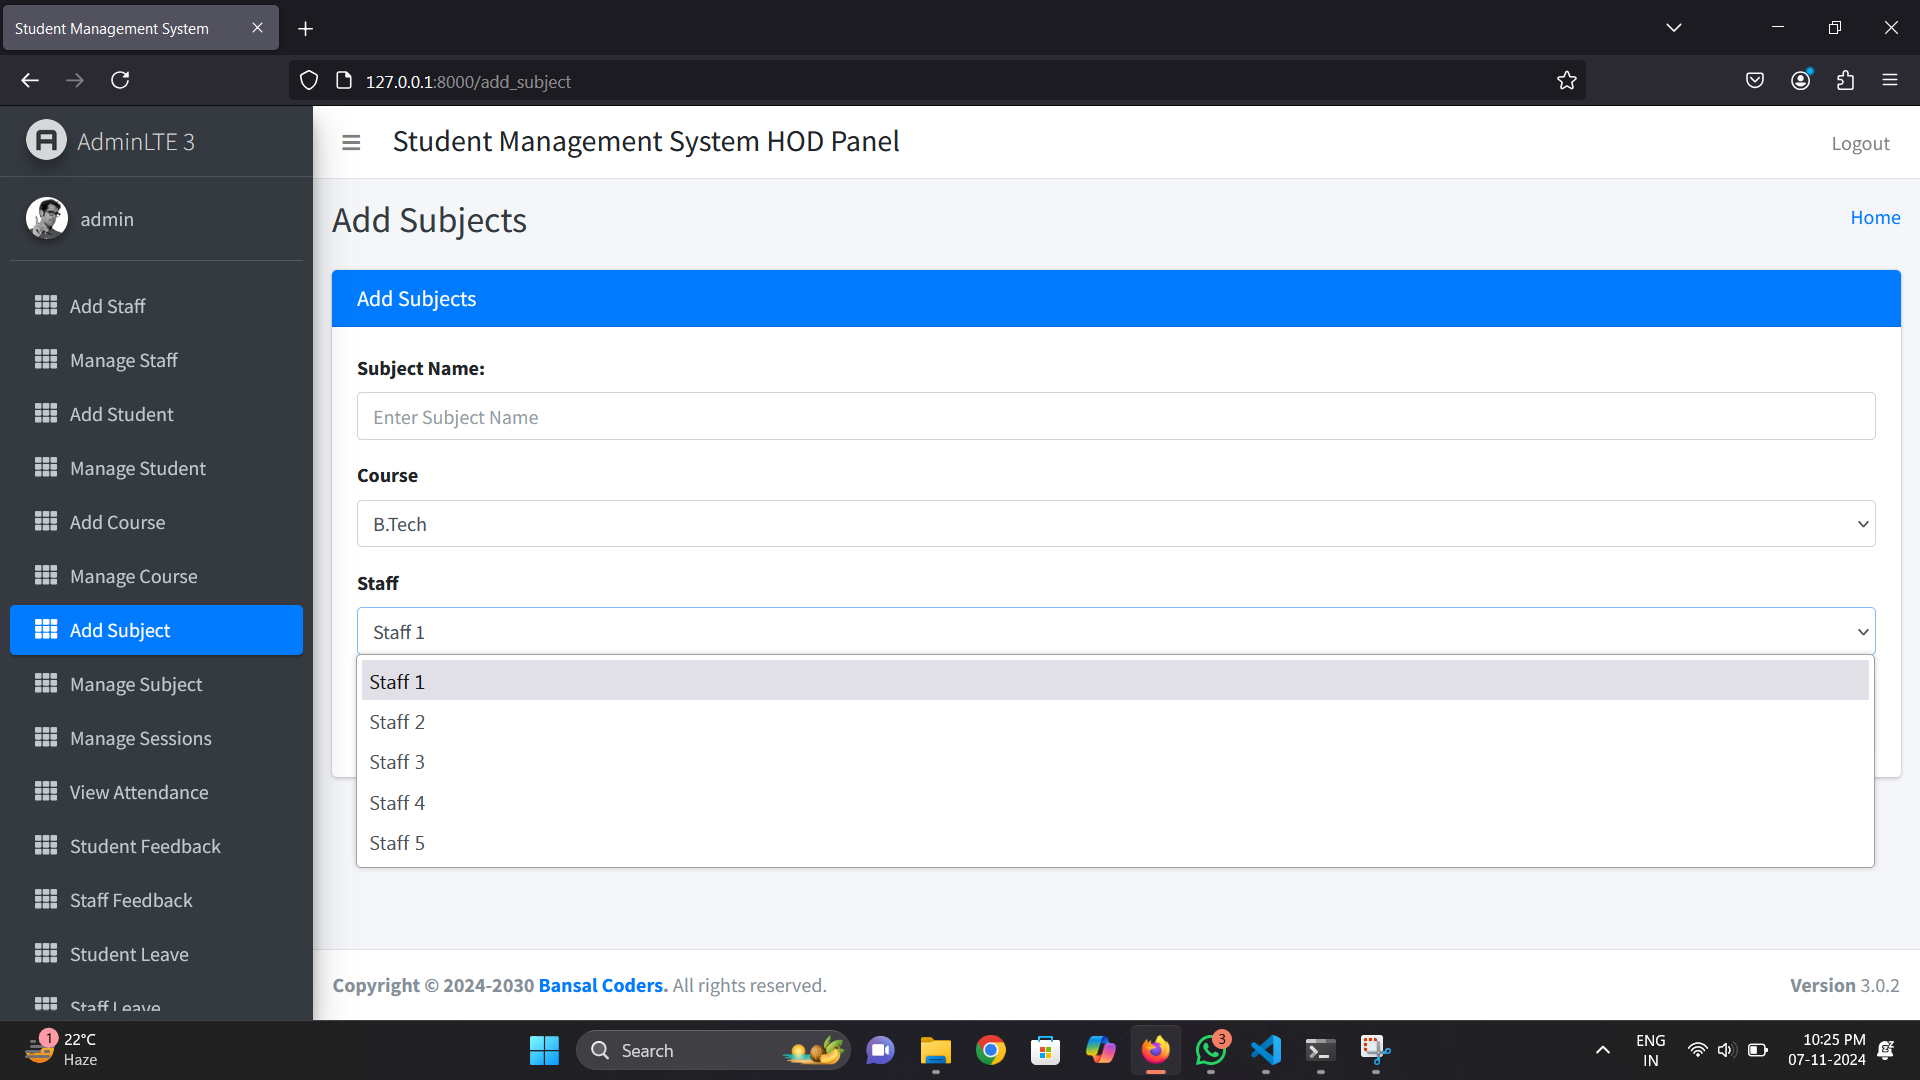 Student Management System
127.0.0.1:8000/add_subject
AdminLTE 3
Student Management System HOD Panel
Logout
admin
Add Subjects
Home
Add Staff
Manage Staff
Add Student
Manage Student
Add Course
Manage Course
Add Subject
Manage Subject
Manage Sessions
View Attendance
Student Feedback
Staff Feedback
Student Leave
Staff Leave
Add Subjects
Subject Name:
Enter Subject Name
Course
B.Tech
Staff
Staff 1
Staff 1
Staff 2
Staff 3
Staff 4
Staff 5
Copyright © 2024-2030 Bansal Coders. All rights reserved.
Version 3.0.2
1
22°C
Haze
Search
3
ENG
IN
10:25 PM
07-11-2024